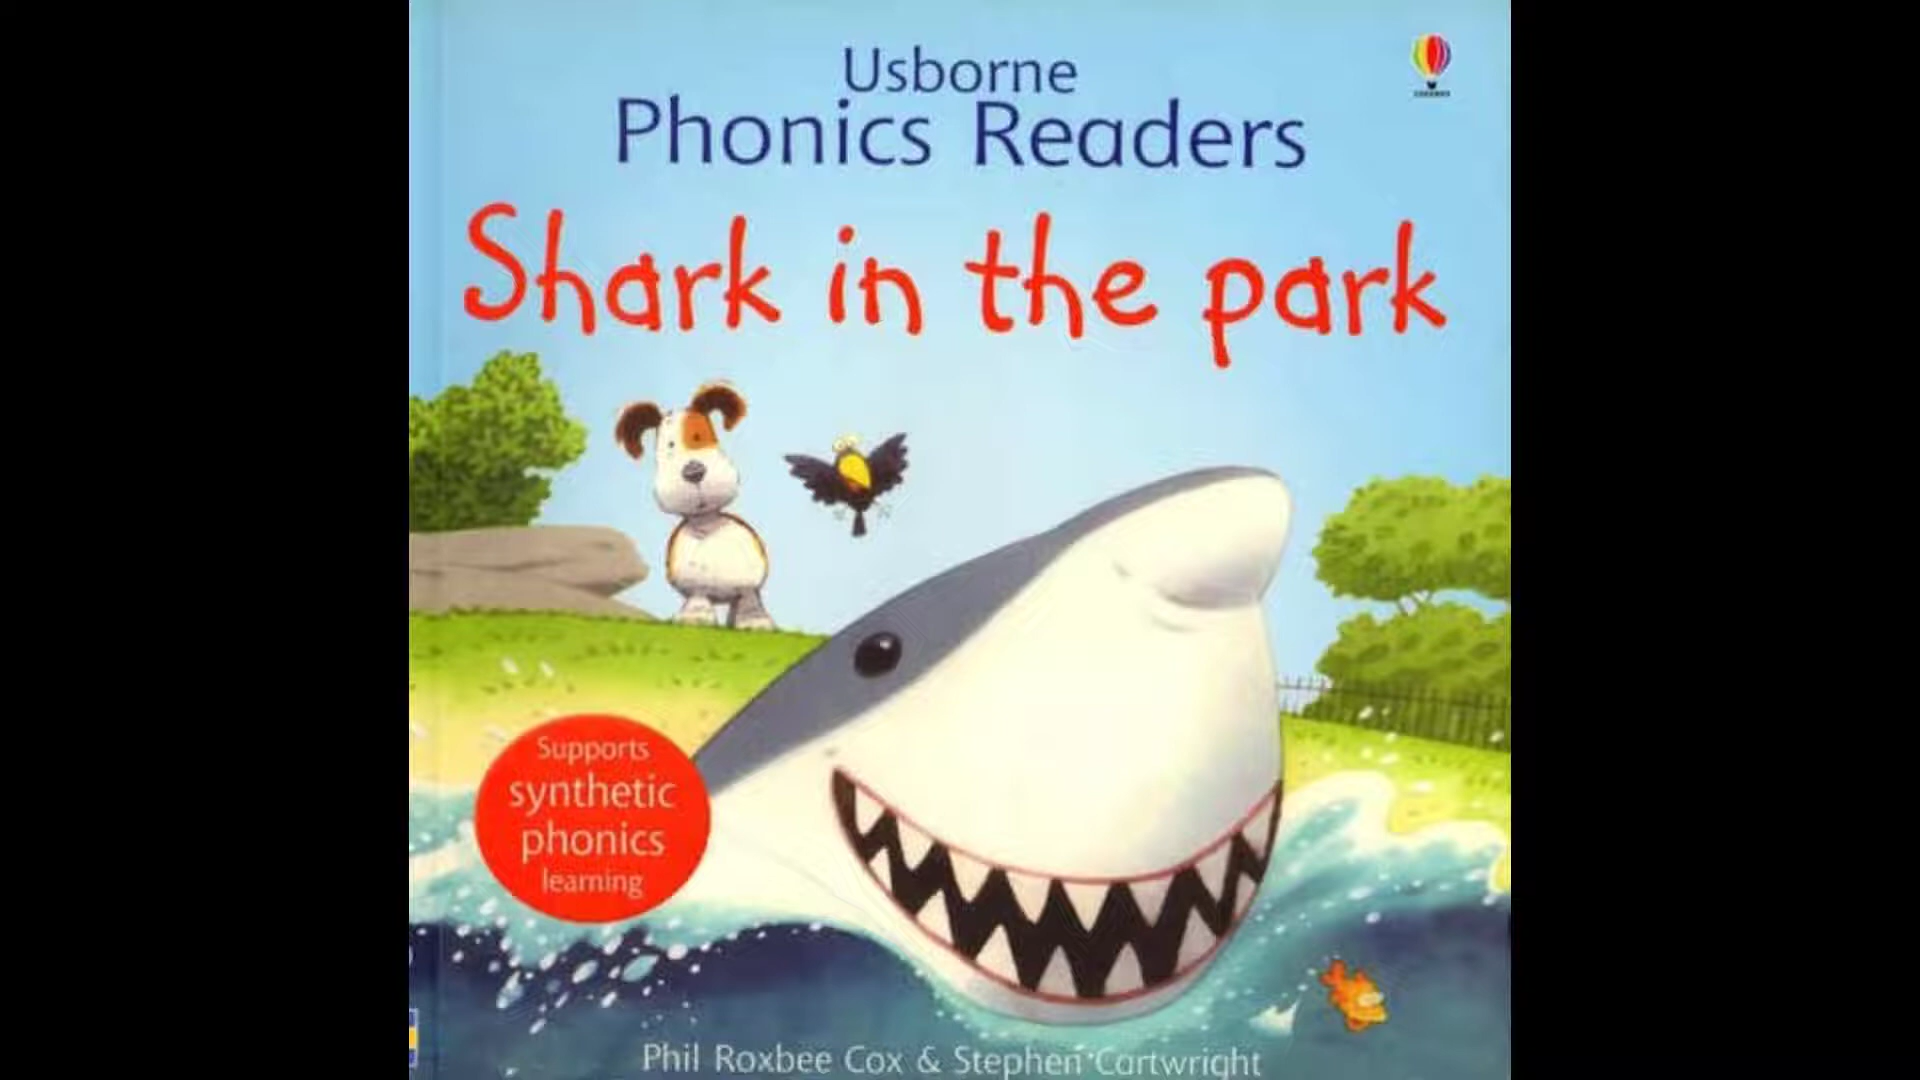 Usborne
Phonics Readers
Shark in the park
Supports
synthetic
phonics
learning
Phil Roxbee Cox & Stephen Cartwright